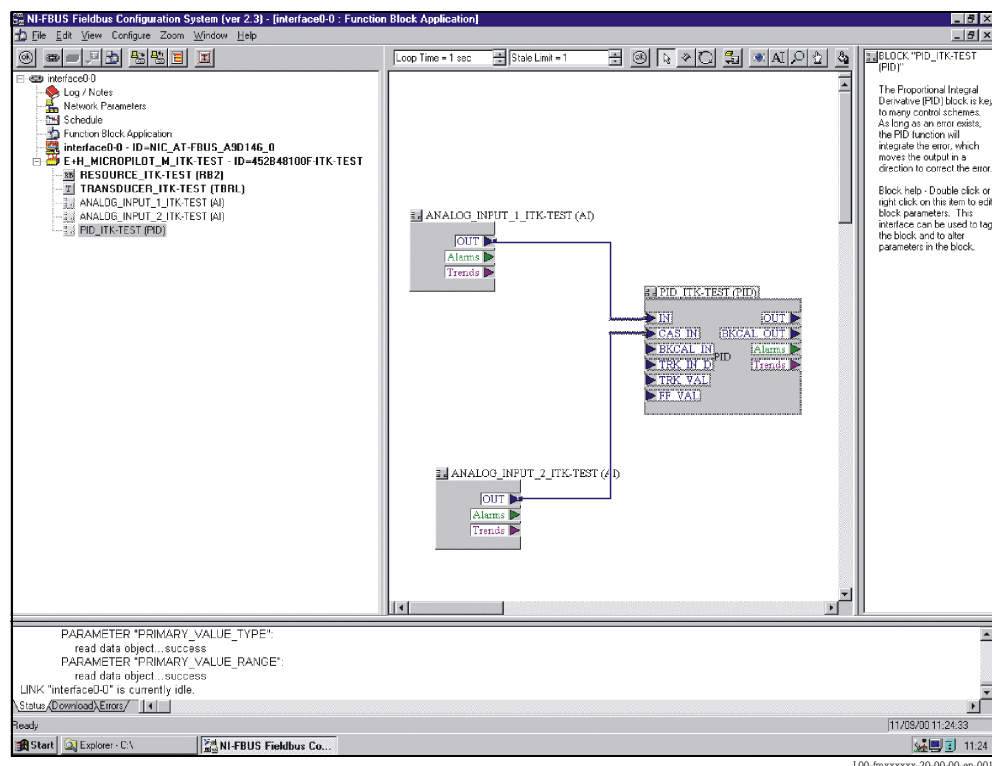 NI-FBUS Fieldbus Configuration System (ver 2.3) - [interface0-0 : Function Block Application]
File Edit View Configure Zoom Window Help
Loop Time = 1 sec Stale Limit = 1
interface0-0
Log / Notes
Network Parameters
Schedule
Function Block Application
interface0-0 - ID=NIC_AT-FBUS_A9D146_0
E+H_MICROPILOT_M_ITK-TEST - ID=452B48100F-ITK-TEST
RB RESOURCE_ITK-TEST (RB2)
T TRANSDUCER_ITK-TEST (TBRL)
ANALOG_INPUT_1_ITK-TEST (AI)
ANALOG_INPUT_2_ITK-TEST (AI)
PID_ITK-TEST (PID)
ANALOG_INPUT_1_ITK-TEST (AI)
OUT
Alarms
Trends
PID_ITK-TEST (PID)
IN OUT
CAS_IN BKCAL_OUT
BKCAL_IN Alarms
PID
TRK_IN_D Trends
TRK_VAL
FF_VAL
ANALOG_INPUT_2_ITK-TEST (AI)
OUT
Alarms
Trends
BLOCK "PID_ITK-TEST
(PID)"
The Proportional Integral
Derivative (PID) block is key
to many control schemes.
As long as an error exists,
the PID function will
integrate the error, which
moves the output in a
direction to correct the error.
Block help - Double click or
right click on this item to edit
block parameters. This
interface can be used to tag
the block and to alter
parameters in the block.
PARAMETER "PRIMARY_VALUE_TYPE":
read data object...success
PARAMETER "PRIMARY_VALUE_RANGE":
read data object...success
LINK "interface0-0" is currently idle.
Status Download Errors
Ready 11/09/00 11:24:33
Start Explorer - C:\ NI-FBUS Fieldbus Co... 11:24
L00-fmxxxxxx-20-00-00-en-001